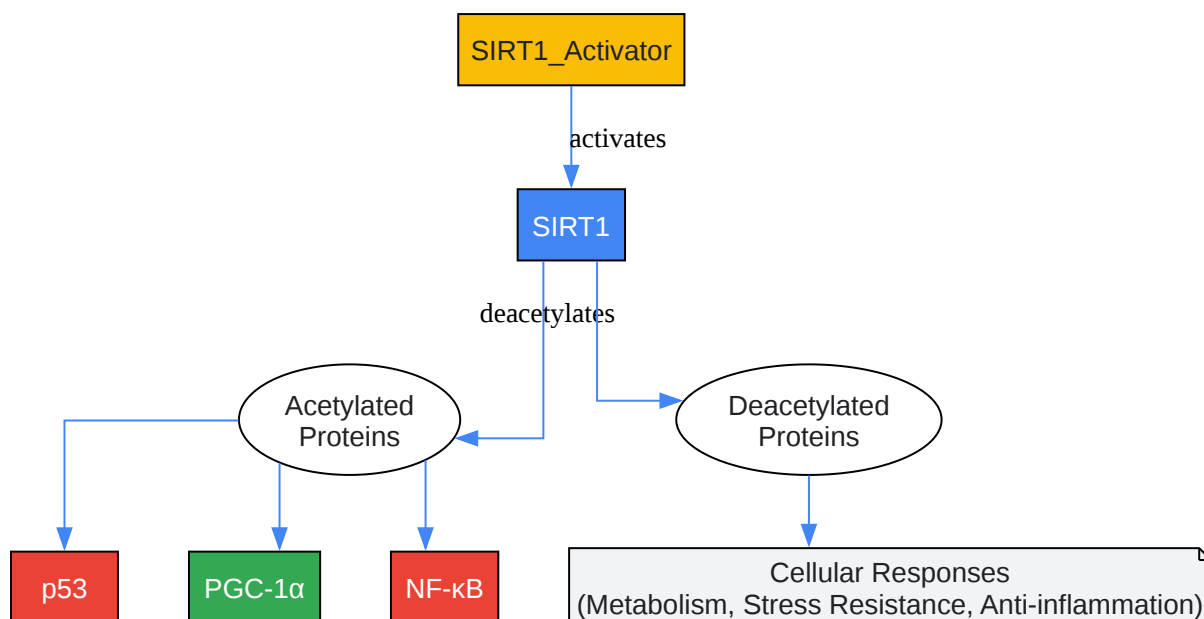 SIRT1_Activator
activates
SIRT1
deacetylates
Acetylated
Proteins
Deacetylated
Proteins
p53
PGC-1α
NF-κB
Cellular Responses
(Metabolism, Stress Resistance, Anti-inflammation)